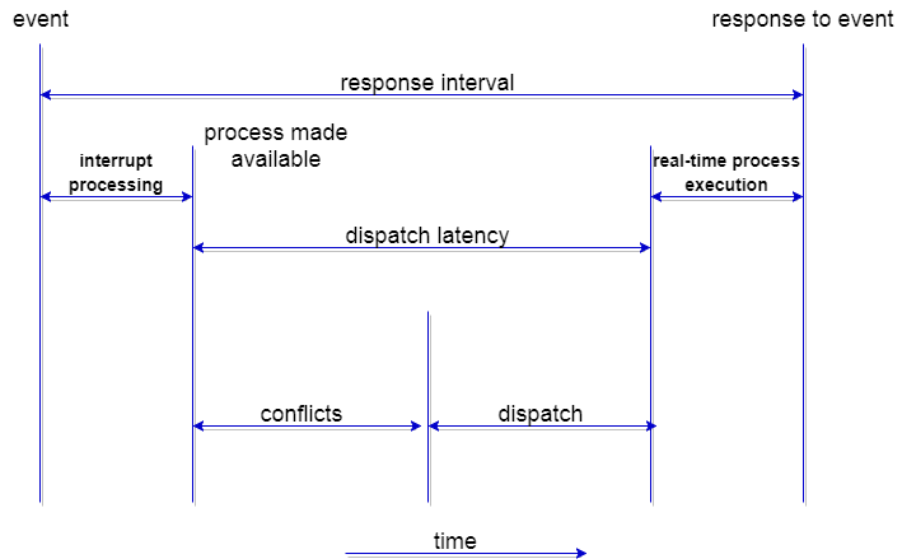 event
response to event
response interval
process made
available
interrupt
processing
real-time process
execution
dispatch latency
conflicts
dispatch
time